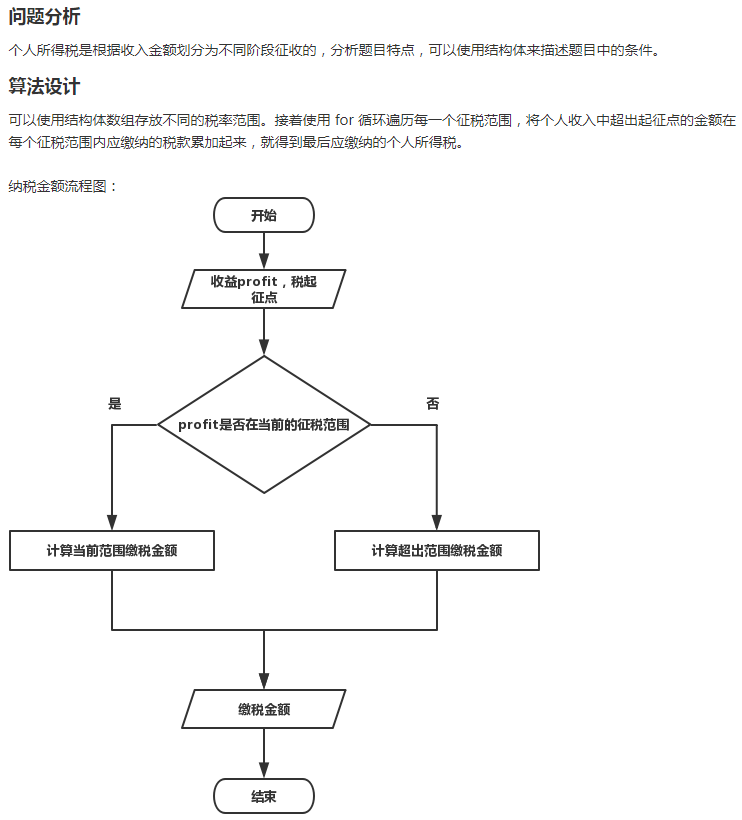 问题分析
个人所得税是根据收入金额划分为不同阶段征收的，分析题目特点，可以使用结构体来描述题目中的条件。
算法设计
可以使用结构体数组存放不同的税率范围。接着使用 for 循环遍历每一个征税范围，将个人收入中超出起征点的金额在
每个征税范围内应缴纳的税款累加起来，就得到最后应缴纳的个人所得税。
纳税金额流程图：
开始
收益profit，税起
征点
是
否
profit是否在当前的征税范围
计算当前范围缴税金额
计算超出范围缴税金额
缴税金额
结束